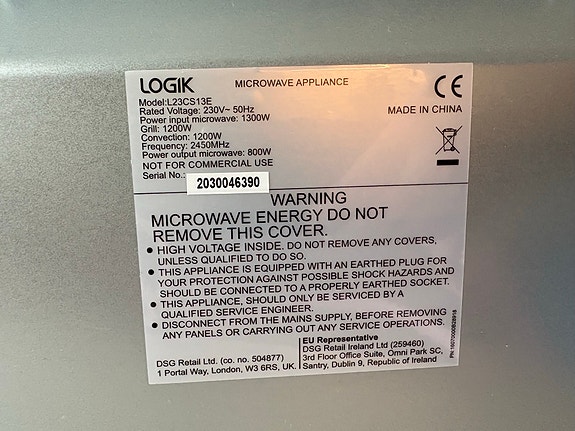 LOGIK
MICROWAVE APPLIANCE
CE
Model:L23CS13E
Rated Voltage: 230V~ 50Hz
Power input microwave: 1300W
Grill: 1200W
Convection: 1200W
Frequency: 2450MHz
Power output microwave: 800W
NOT FOR COMMERCIAL USE
Serial No.:
2030046390
MADE IN CHINA
WARNING
MICROWAVE ENERGY DO NOT
REMOVE THIS COVER.
● HIGH VOLTAGE INSIDE. DO NOT REMOVE ANY COVERS,
UNLESS QUALIFIED TO DO SO.
● THIS APPLIANCE IS EQUIPPED WITH AN EARTHED PLUG FOR
YOUR PROTECTION AGAINST POSSIBLE SHOCK HAZARDS AND
SHOULD BE CONNECTED TO A PROPERLY EARTHED SOCKET.
● THIS APPLIANCE, SHOULD ONLY BE SERVICED BY A
QUALIFIED SERVICE ENGINEER.
● DISCONNECT FROM THE MAINS SUPPLY, BEFORE REMOVING
ANY PANELS OR CARRYING OUT ANY SERVICE OPERATIONS.
DSG Retail Ltd. (co. no. 504877)
1 Portal Way, London, W3 6RS, UK.
EU Representative
DSG Retail Ireland Ltd (259460)
3rd Floor Office Suite, Omni Park SC,
Santry, Dublin 9, Republic of Ireland